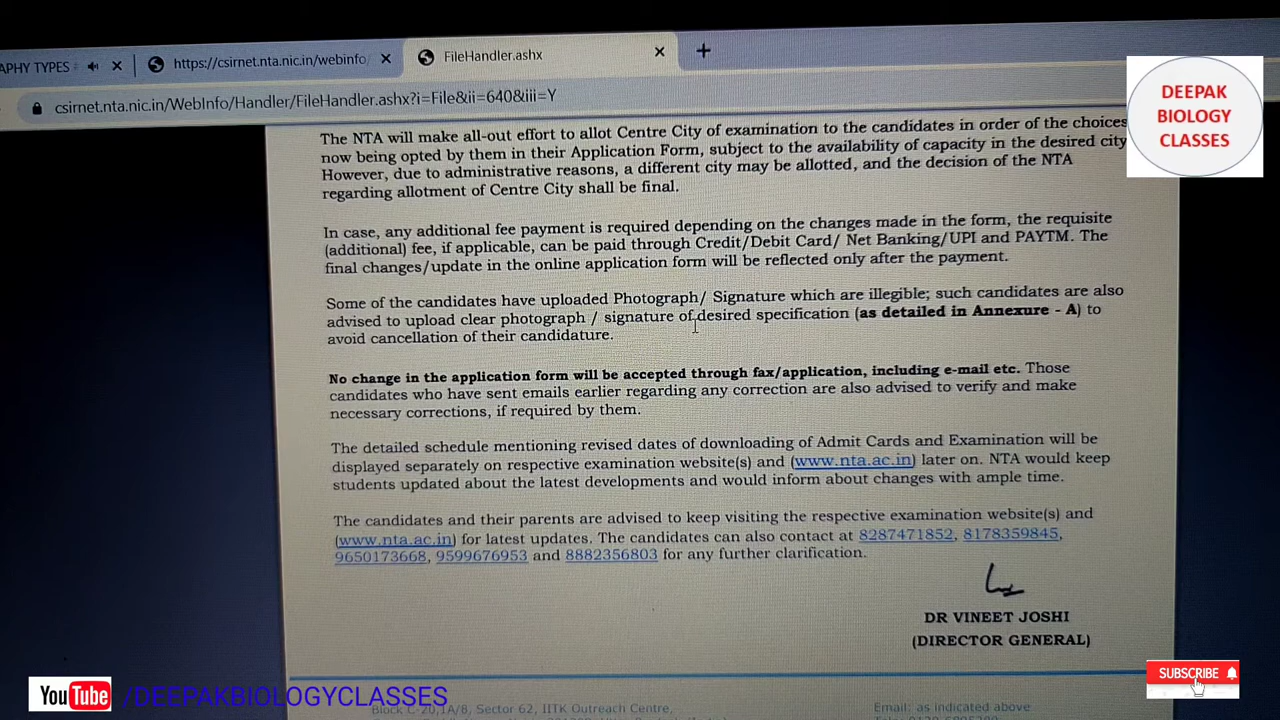 APHY TYPES
https://csirnet.nta.nic.in/webinfo/
FileHandler.ashx
csirnet.nta.nic.in/WebInfo/Handler/FileHandler.ashx?i=File&ii=640&iii=Y
DEEPAK
BIOLOGY
CLASSES
The NTA will make all-out effort to allot Centre City of examination to the candidates in order of the choices
now being opted by them in their Application Form, subject to the availability of capacity in the desired city
However, due to administrative reasons, a different city may be allotted, and the decision of the NTA
regarding allotment of Centre City shall be final.
In case, any additional fee payment is required depending on the changes made in the form, the requisite
(additional) fee, if applicable, can be paid through Credit/Debit Card/ Net Banking/UPI and PAYTM. The
final changes/update in the online application form will be reflected only after the payment.
Some of the candidates have uploaded Photograph/ Signature which are illegible; such candidates are also
advised to upload clear photograph / signature of desired specification (as detailed in Annexure - A) to
avoid cancellation of their candidature.
No change in the application form will be accepted through fax/application, including e-mail etc. Those
candidates who have sent emails earlier regarding any correction are also advised to verify and make
necessary corrections, if required by them.
The detailed schedule mentioning revised dates of downloading of Admit Cards and Examination will be
displayed separately on respective examination website(s) and (www.nta.ac.in) later on. NTA would keep
students updated about the latest developments and would inform about changes with ample time.
The candidates and their parents are advised to keep visiting the respective examination website(s) and
(www.nta.ac.in) for latest updates. The candidates can also contact at 8287471852, 8178359845,
9650173668, 9599676953 and 8882356803 for any further clarification.
DR VINEET JOSHI
(DIRECTOR GENERAL)
SUBSCRIBE
YouTube /DEEPAKBIOLOGYCLASSES
Block C-20,1A/8, Sector 62, IITK Outreach Centre,
Email: as indicated above